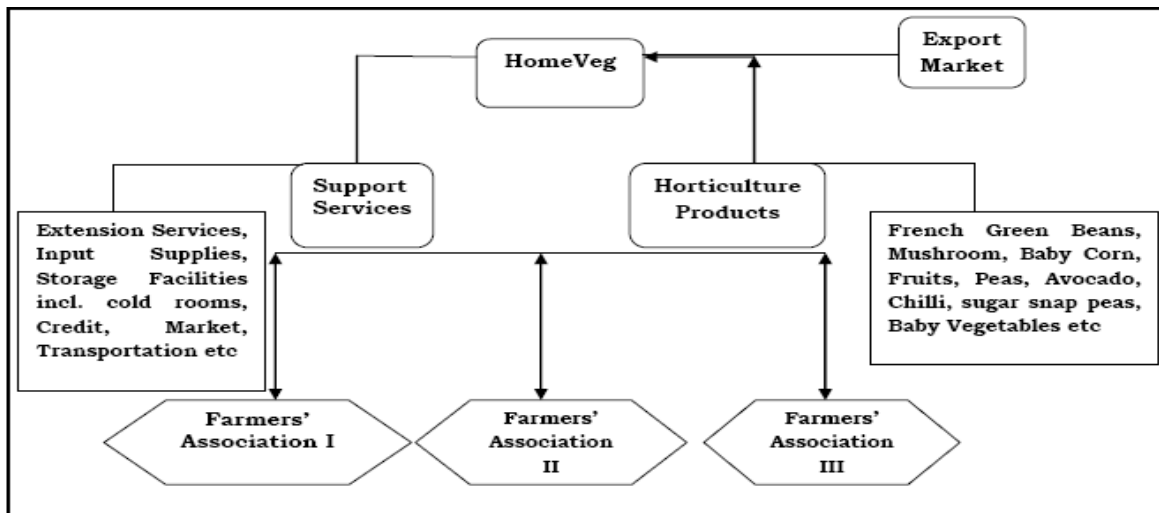 HomeVeg
Export
Market
Support
Services
Horticulture
Products
Extension Services,
Input Supplies,
Storage Facilities
incl. cold rooms,
Credit, Market,
Transportation etc
French Green Beans,
Mushroom, Baby Corn,
Fruits, Peas, Avocado,
Chilli, sugar snap peas,
Baby Vegetables etc
Farmers'
Association I
Farmers'
Association
II
Farmers'
Association
III